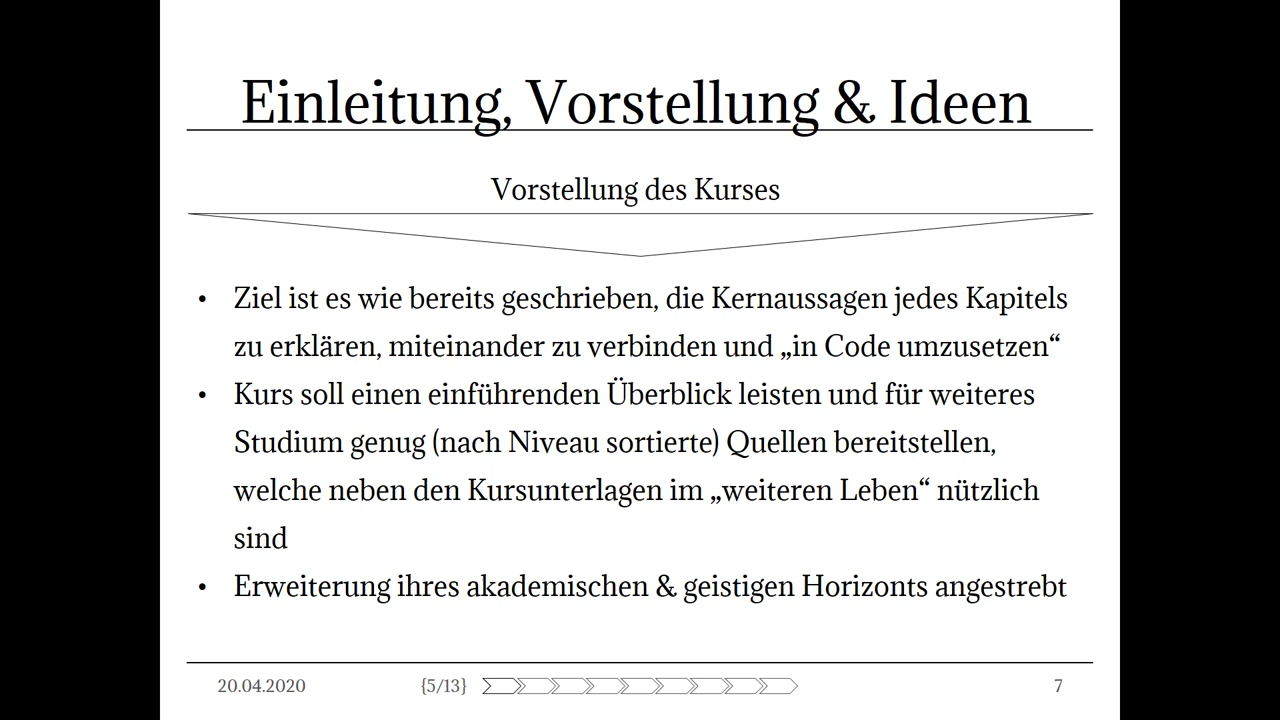 Einleitung, Vorstellung & Ideen
Vorstellung des Kurses
• Ziel ist es wie bereits geschrieben, die Kernaussagen jedes Kapitels
zu erklären, miteinander zu verbinden und „in Code umzusetzen“
• Kurs soll einen einführenden Überblick leisten und für weiteres
Studium genug (nach Niveau sortierte) Quellen bereitstellen,
welche neben den Kursunterlagen im „weiteren Leben“ nützlich
sind
• Erweiterung ihres akademischen & geistigen Horizonts angestrebt
20.04.2020 {5/13} 7